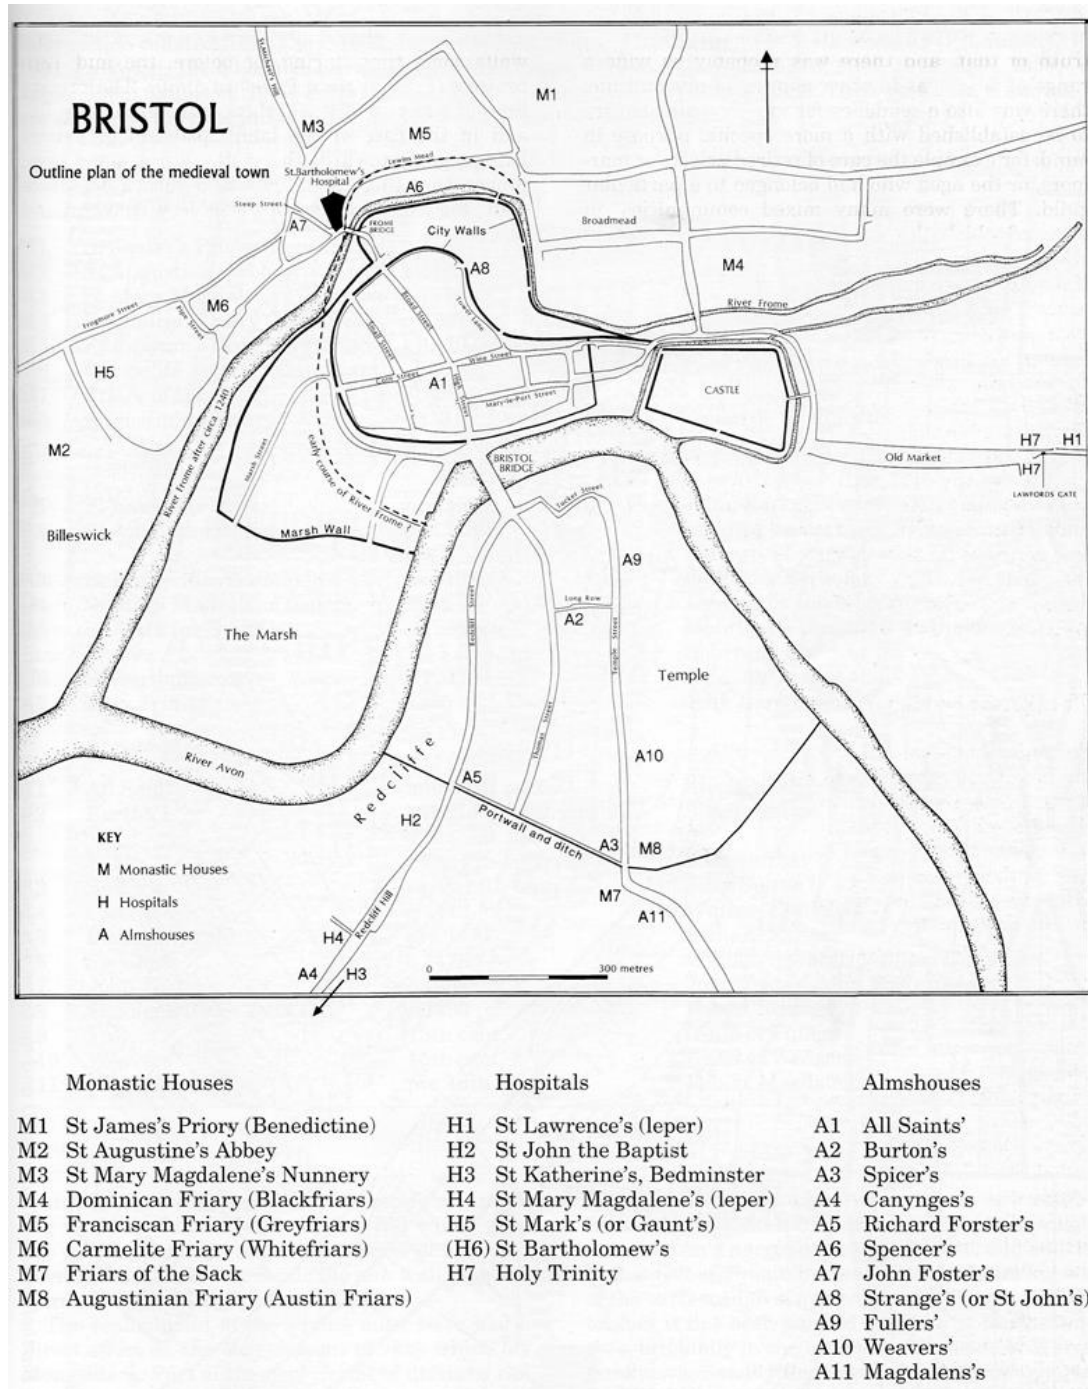 BRISTOL
Outline plan of the medieval town
St. Michael's Hill
M3
M5
M1
Lewins Mead
St. Bartholomew's
Hospital
A6
Steep Street
A7
FROME
BRIDGE
City Walls
Broadmead
A8
M4
M6
Frogmore Street
Pipe Street
River Frome
Broad Street
Tower Lane
Small Street
Wine Street
Corn Street
A1
High Street
Mary-le-Port Street
CASTLE
H5
M2
River Frome after circa 1240
Marsh Street
early course of River Frome
BRISTOL
BRIDGE
Old Market
H7
H1
H7
LAWFORDS GATE
Tucket Street
Billeswick
Marsh Wall
A9
Long Row
A2
Redcliff Street
Temple Street
The Marsh
Temple
Thomas Street
River Avon
Redcliffe
A10
A5
H2
Portwall and ditch
A3
M8
KEY
M Monastic Houses
H Hospitals
A Almshouses
M7
A11
Redcliff Hill
H4
A4
H3
0
300 metres
Monastic Houses
M1 St James's Priory (Benedictine)
M2 St Augustine's Abbey
M3 St Mary Magdalene's Nunnery
M4 Dominican Friary (Blackfriars)
M5 Franciscan Friary (Greyfriars)
M6 Carmelite Friary (Whitefriars)
M7 Friars of the Sack
M8 Augustinian Friary (Austin Friars)
Hospitals
H1 St Lawrence's (leper)
H2 St John the Baptist
H3 St Katherine's, Bedminster
H4 St Mary Magdalene's (leper)
H5 St Mark's (or Gaunt's)
(H6) St Bartholomew's
H7 Holy Trinity
Almshouses
A1 All Saints'
A2 Burton's
A3 Spicer's
A4 Canynges's
A5 Richard Forster's
A6 Spencer's
A7 John Foster's
A8 Strange's (or St John's)
A9 Fullers'
A10 Weavers'
A11 Magdalens's